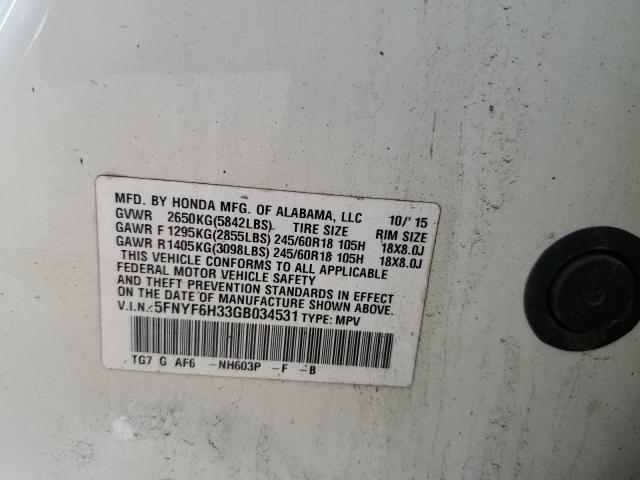 MFD. BY HONDA MFG. OF ALABAMA, LLC 10/'15
GVWR 2650KG(5842LBS) TIRE SIZE RIM SIZE
GAWR F 1295KG(2855LBS) 245/60R18 105H 18X8.0J
GAWR R 1405KG(3098LBS) 245/60R18 105H 18X8.0J
THIS VEHICLE CONFORMS TO ALL APPLICABLE
FEDERAL MOTOR VEHICLE SAFETY
AND THEFT PREVENTION STANDARDS IN EFFECT
ON THE DATE OF MANUFACTURE SHOWN ABOVE.
V.I.N.: 5FNYF6H33GB034531 TYPE: MPV
TG7 G AF6 -NH603P -F -B